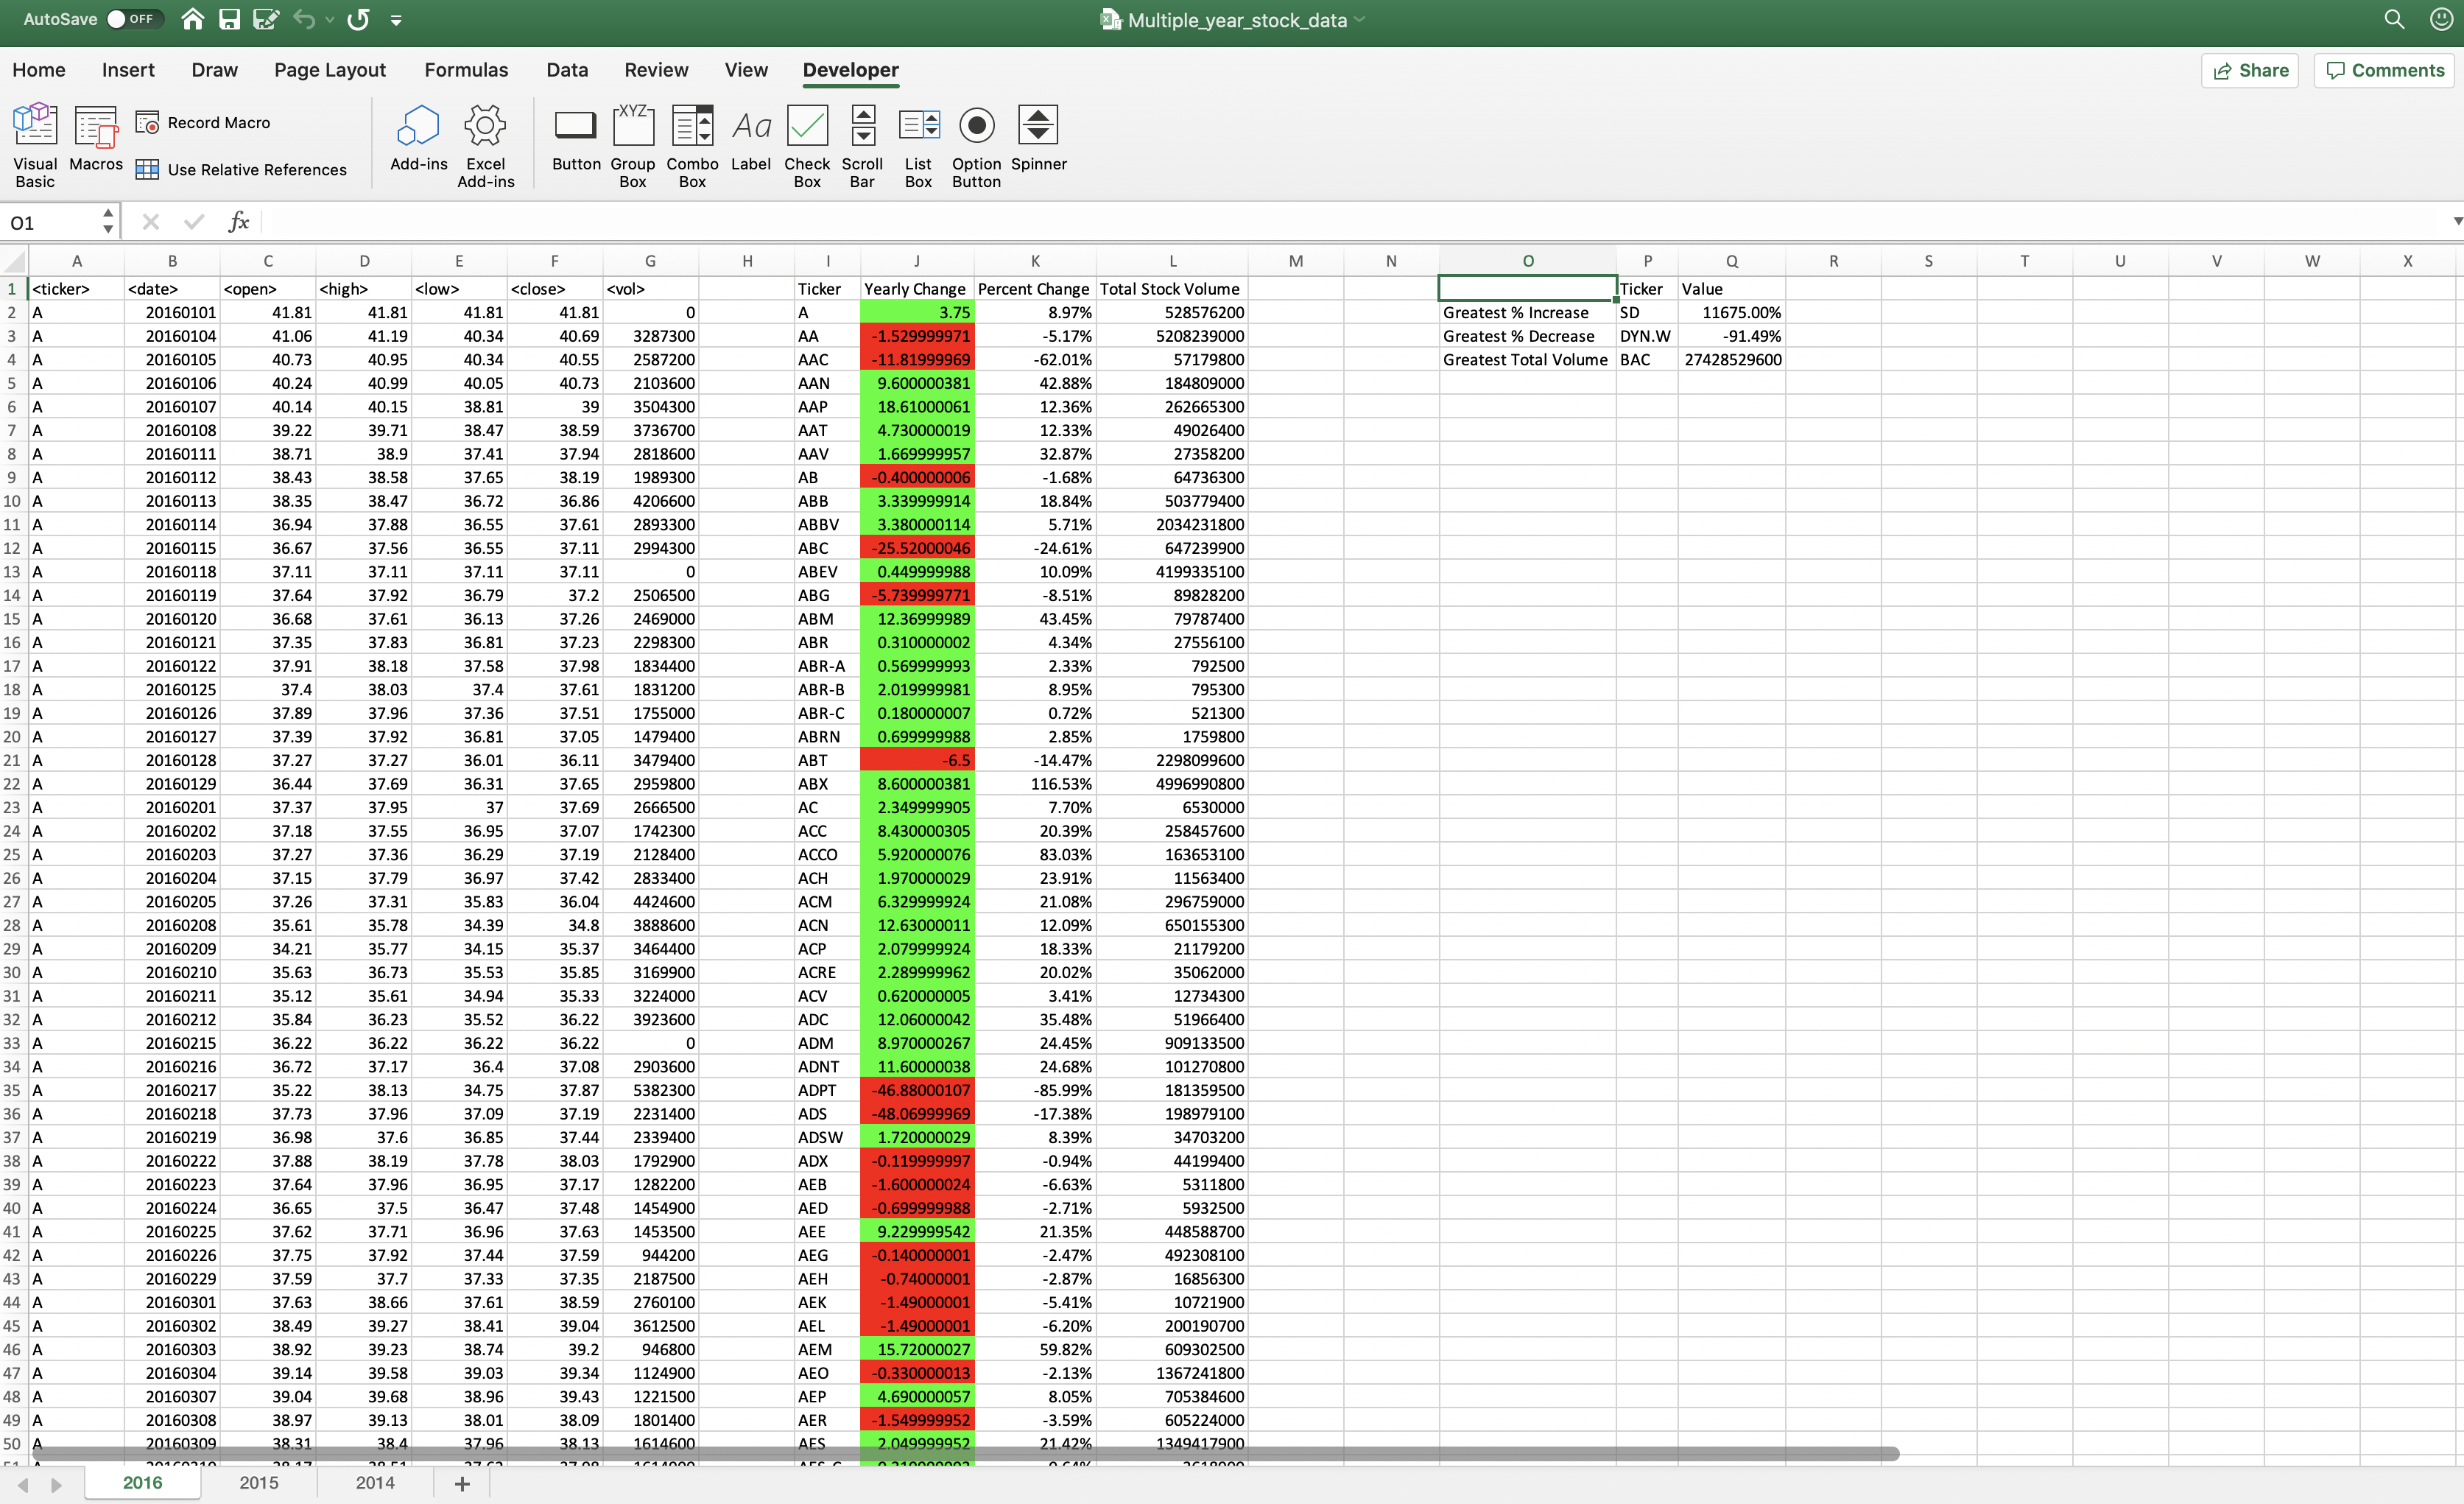 AutoSave OFF Multiple_year_stock_data
Home Insert Draw Page Layout Formulas Data Review View Developer Share Comments
Visual Basic Macros Record Macro Use Relative References Add-ins Excel Add-ins Button XYZ Group Box Combo Box Aa Label Check Box Scroll Bar List Box Option Button Spinner
O1 fx
A B C D E F G H I J K L M N O P Q R S T U V W X
1 <ticker> <date> <open> <high> <low> <close> <vol> Ticker Yearly Change Percent Change Total Stock Volume Ticker Value
2 A 20160101 41.81 41.81 41.81 41.81 0 A 3.75 8.97% 528576200 Greatest % Increase SD 11675.00%
3 A 20160104 41.06 41.19 40.34 40.69 3287300 AA -1.529999971 -5.17% 5208239000 Greatest % Decrease DYN.W -91.49%
4 A 20160105 40.73 40.95 40.34 40.55 2587200 AAC -11.81999969 -62.01% 57179800 Greatest Total Volume BAC 27428529600
5 A 20160106 40.24 40.99 40.05 40.73 2103600 AAN 9.600000381 42.88% 184809000
6 A 20160107 40.14 40.15 38.81 39 3504300 AAP 18.61000061 12.36% 262665300
7 A 20160108 39.22 39.71 38.47 38.59 3736700 AAT 4.730000019 12.33% 49026400
8 A 20160111 38.71 38.9 37.41 37.94 2818600 AAV 1.669999957 32.87% 27358200
9 A 20160112 38.43 38.58 37.65 38.19 1989300 AB -0.400000006 -1.68% 64736300
10 A 20160113 38.35 38.47 36.72 36.86 4206600 ABB 3.339999914 18.84% 503779400
11 A 20160114 36.94 37.88 36.55 37.61 2893300 ABBV 3.380000114 5.71% 2034231800
12 A 20160115 36.67 37.56 36.55 37.11 2994300 ABC -25.52000046 -24.61% 647239900
13 A 20160118 37.11 37.11 37.11 37.11 0 ABEV 0.449999988 10.09% 4199335100
14 A 20160119 37.64 37.92 36.79 37.2 2506500 ABG -5.739999771 -8.51% 89828200
15 A 20160120 36.68 37.61 36.13 37.26 2469000 ABM 12.36999989 43.45% 79787400
16 A 20160121 37.35 37.83 36.81 37.23 2298300 ABR 0.310000002 4.34% 27556100
17 A 20160122 37.91 38.18 37.58 37.98 1834400 ABR-A 0.569999993 2.33% 792500
18 A 20160125 37.4 38.03 37.4 37.61 1831200 ABR-B 2.019999981 8.95% 795300
19 A 20160126 37.89 37.96 37.36 37.51 1755000 ABR-C 0.180000007 0.72% 521300
20 A 20160127 37.39 37.92 36.81 37.05 1479400 ABRN 0.699999988 2.85% 1759800
21 A 20160128 37.27 37.27 36.01 36.11 3479400 ABT -6.5 -14.47% 2298099600
22 A 20160129 36.44 37.69 36.31 37.65 2959800 ABX 8.600000381 116.53% 4996990800
23 A 20160201 37.37 37.95 37 37.69 2666500 AC 2.349999905 7.70% 6530000
24 A 20160202 37.18 37.55 36.95 37.07 1742300 ACC 8.430000305 20.39% 258457600
25 A 20160203 37.27 37.36 36.29 37.19 2128400 ACCO 5.920000076 83.03% 163653100
26 A 20160204 37.15 37.79 36.97 37.42 2833400 ACH 1.970000029 23.91% 11563400
27 A 20160205 37.26 37.31 35.83 36.04 4424600 ACM 6.329999924 21.08% 296759000
28 A 20160208 35.61 35.78 34.39 34.8 3888600 ACN 12.63000011 12.09% 650155300
29 A 20160209 34.21 35.77 34.15 35.37 3464400 ACP 2.079999924 18.33% 21179200
30 A 20160210 35.63 36.73 35.53 35.85 3169900 ACRE 2.289999962 20.02% 35062000
31 A 20160211 35.12 35.61 34.94 35.33 3224000 ACV 0.620000005 3.41% 12734300
32 A 20160212 35.84 36.23 35.52 36.22 3923600 ADC 12.06000042 35.48% 51966400
33 A 20160215 36.22 36.22 36.22 36.22 0 ADM 8.970000267 24.45% 909133500
34 A 20160216 36.72 37.17 36.4 37.08 2903600 ADNT 11.60000038 24.68% 101270800
35 A 20160217 35.22 38.13 34.75 37.87 5382300 ADPT -46.88000107 -85.99% 181359500
36 A 20160218 37.73 37.96 37.09 37.19 2231400 ADS -48.06999969 -17.38% 198979100
37 A 20160219 36.98 37.6 36.85 37.44 2339400 ADSW 1.720000029 8.39% 34703200
38 A 20160222 37.88 38.19 37.78 38.03 1792900 ADX -0.119999997 -0.94% 44199400
39 A 20160223 37.64 37.96 36.95 37.17 1282200 AEB -1.600000024 -6.63% 5311800
40 A 20160224 36.65 37.5 36.47 37.48 1454900 AED -0.699999988 -2.71% 5932500
41 A 20160225 37.62 37.71 36.96 37.63 1453500 AEE 9.229999542 21.35% 448588700
42 A 20160226 37.75 37.92 37.44 37.59 944200 AEG -0.140000001 -2.47% 492308100
43 A 20160229 37.59 37.7 37.33 37.35 2187500 AEH -0.74000001 -2.87% 16856300
44 A 20160301 37.63 38.66 37.61 38.59 2760100 AEK -1.49000001 -5.41% 10721900
45 A 20160302 38.49 39.27 38.41 39.04 3612500 AEL -1.49000001 -6.20% 200190700
46 A 20160303 38.92 39.23 38.74 39.2 946800 AEM 15.72000027 59.82% 609302500
47 A 20160304 39.14 39.58 39.03 39.34 1124900 AEO -0.330000013 -2.13% 1367241800
48 A 20160307 39.04 39.68 38.96 39.43 1221500 AEP 4.690000057 8.05% 705384600
49 A 20160308 38.97 39.13 38.01 38.09 1801400 AER -1.549999952 -3.59% 605224000
50 A 20160309 38.31 38.4 37.96 38.13 1614600 AES 2.049999952 21.42% 1349417900
2016 2015 2014 +